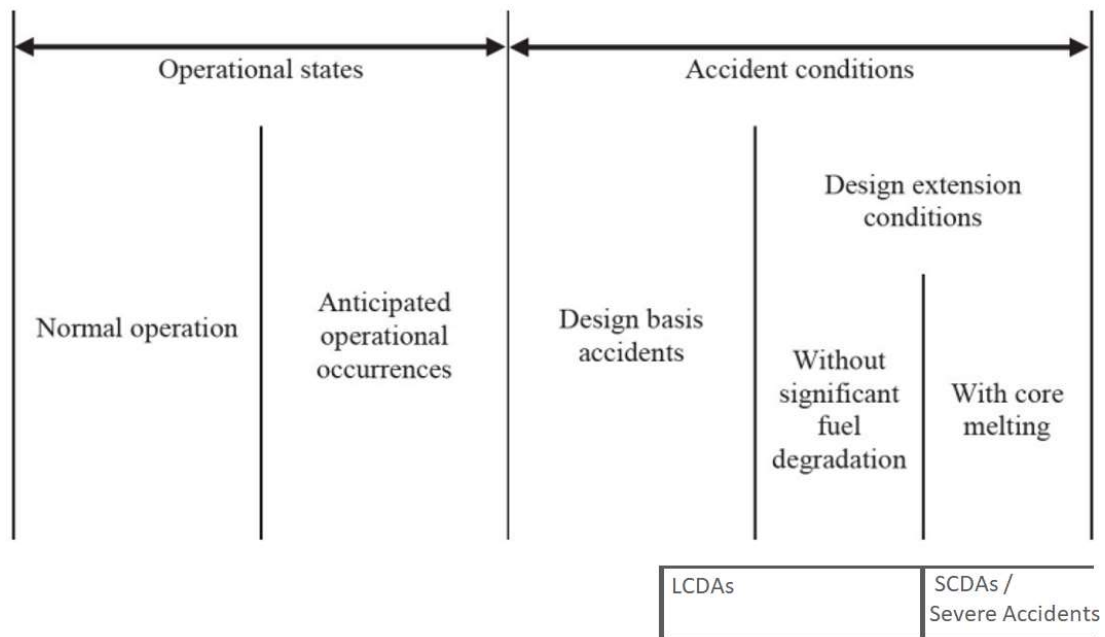 Operational states
Accident conditions
Design extension
conditions
Normal operation
Anticipated
operational
occurrences
Design basis
accidents
Without
significant
fuel
degradation
With core
melting
LCDAs
SCDAs /
Severe Accidents